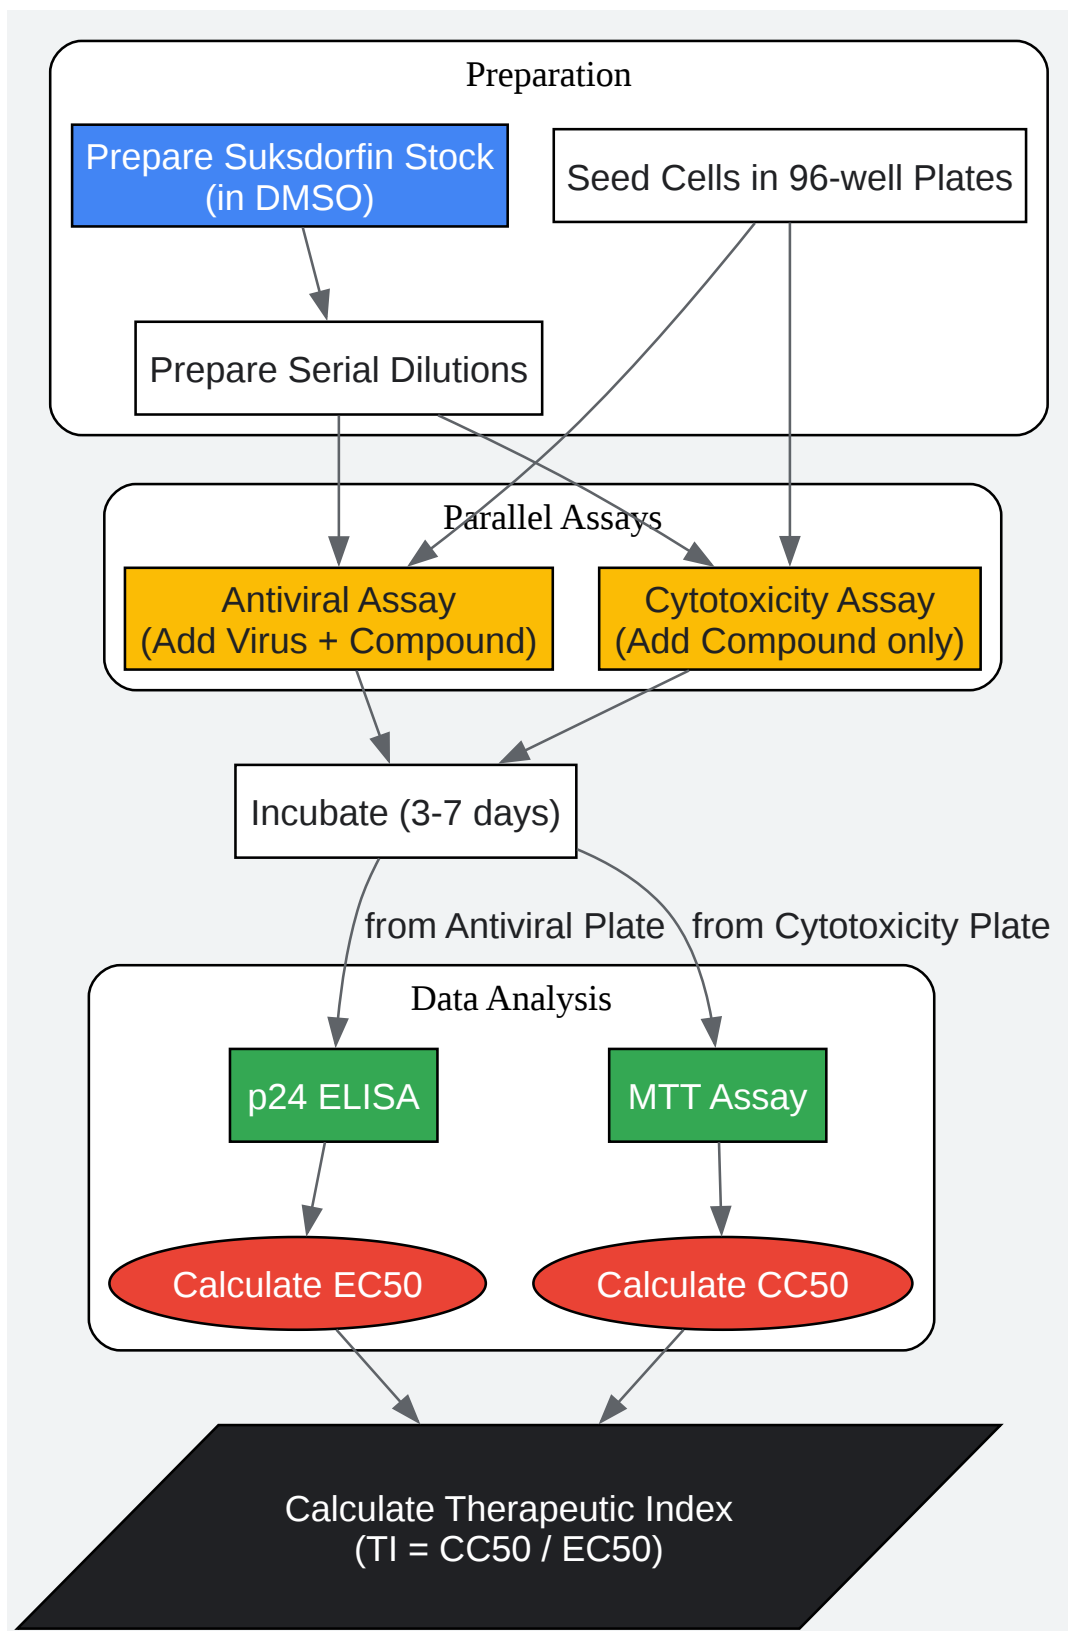 Preparation
Prepare Suksdorfin Stock
(in DMSO)
Seed Cells in 96-well Plates
Prepare Serial Dilutions
Parallel Assays
Antiviral Assay
(Add Virus + Compound)
Cytotoxicity Assay
(Add Compound only)
Incubate (3-7 days)
from Antiviral Plate
from Cytotoxicity Plate
Data Analysis
p24 ELISA
MTT Assay
Calculate EC50
Calculate CC50
Calculate Therapeutic Index
(TI = CC50 / EC50)